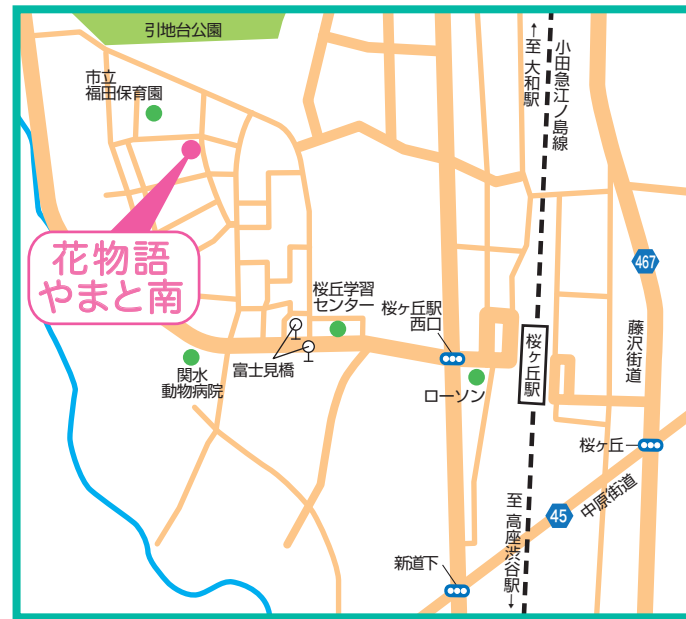 引地台公園
市立
福田保育園
花物語
やまと南
関水
動物病院
富士見橋
桜丘学習
センター
桜ヶ丘駅
西口
ローソン
←至 大和駅
小田急江ノ島線
桜ヶ丘駅
467
藤沢街道
桜ヶ丘
中原街道
45
至 高座渋谷駅→
新道下